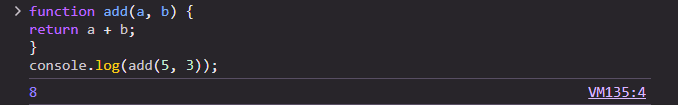 function add(a, b) {
return a + b;
}
console.log(add(5, 3));
8 VM135:4